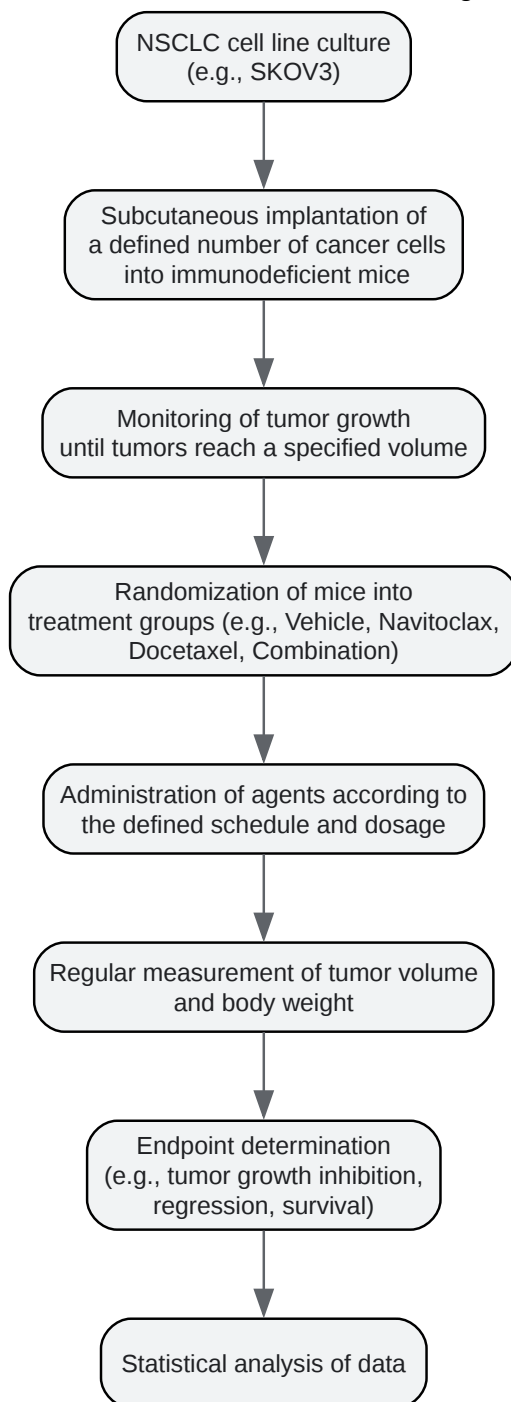 NSCLC cell line culture
(e.g., SKOV3)
Subcutaneous implantation of
a defined number of cancer cells
into immunodeficient mice
Monitoring of tumor growth
until tumors reach a specified volume
Randomization of mice into
treatment groups (e.g., Vehicle, Navitoclax,
Docetaxel, Combination)
Administration of agents according to
the defined schedule and dosage
Regular measurement of tumor volume
and body weight
Endpoint determination
(e.g., tumor growth inhibition,
regression, survival)
Statistical analysis of data